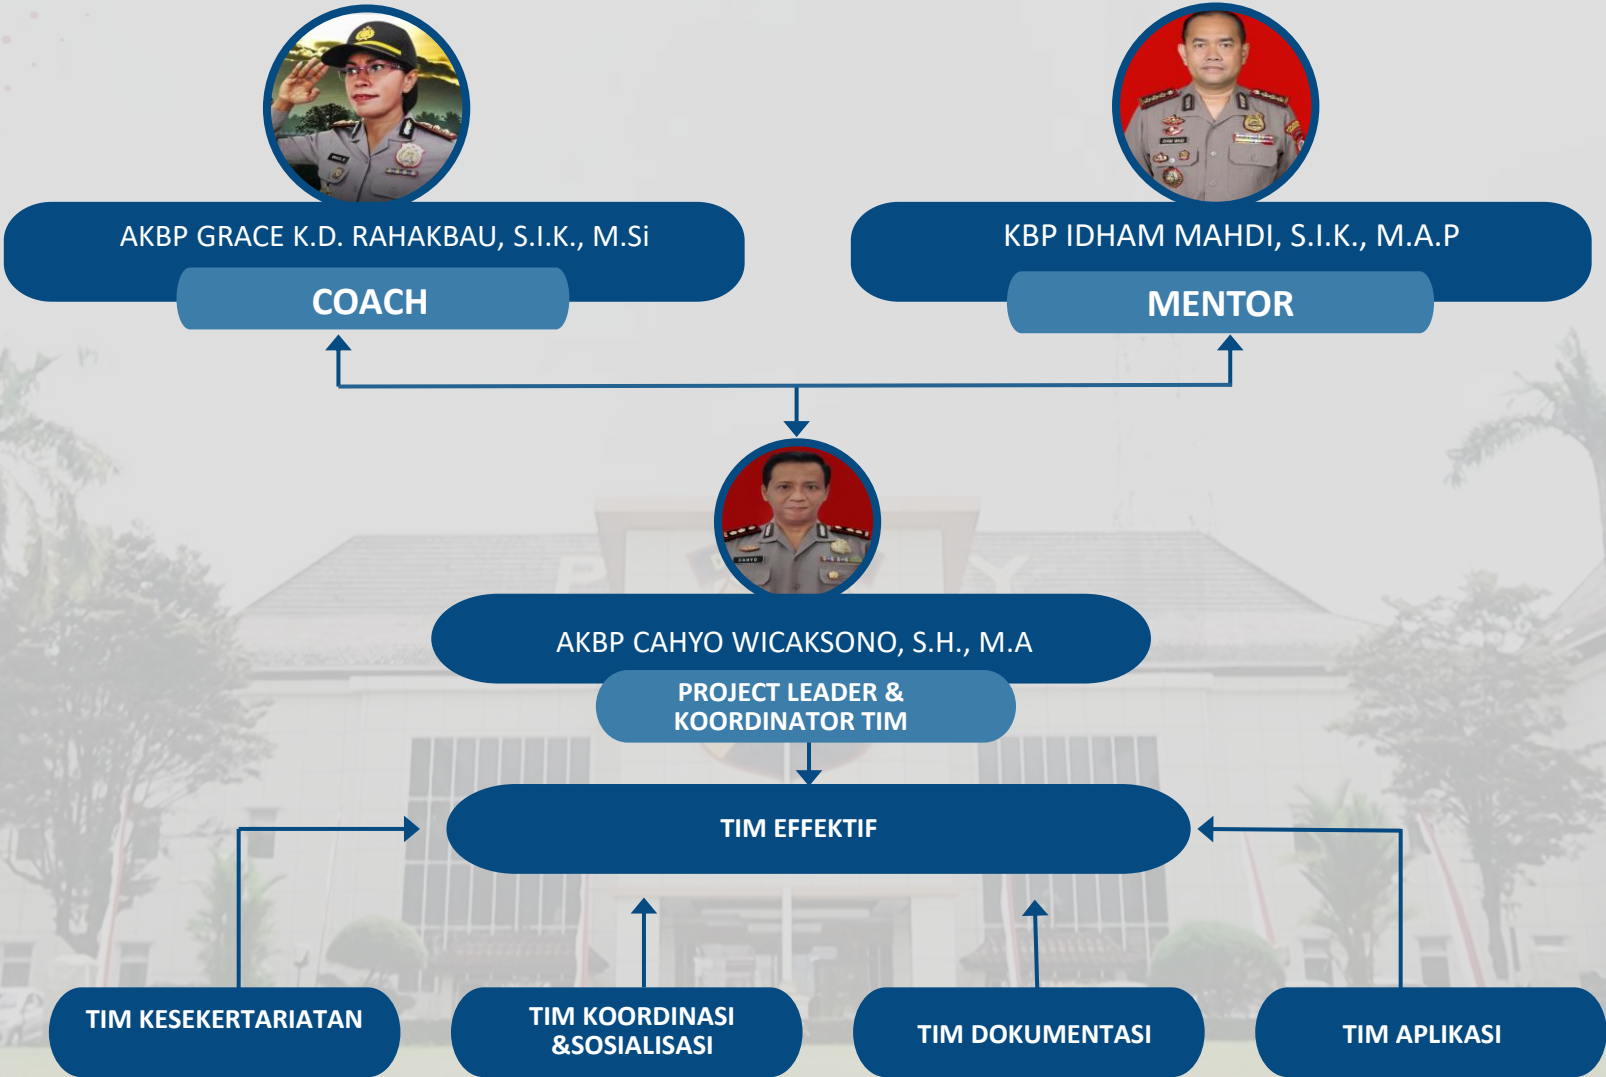 AKBP GRACE K.D. RAHAKBAU, S.I.K., M.Si
COACH
KBP IDHAM MAHDI, S.I.K., M.A.P
MENTOR
AKBP CAHYO WICAKSONO, S.H., M.A
PROJECT LEADER &
KOORDINATOR TIM
TIM EFFEKTIF
TIM KESEKERTARIATAN
TIM KOORDINASI
&SOSIALISASI
TIM DOKUMENTASI
TIM APLIKASI